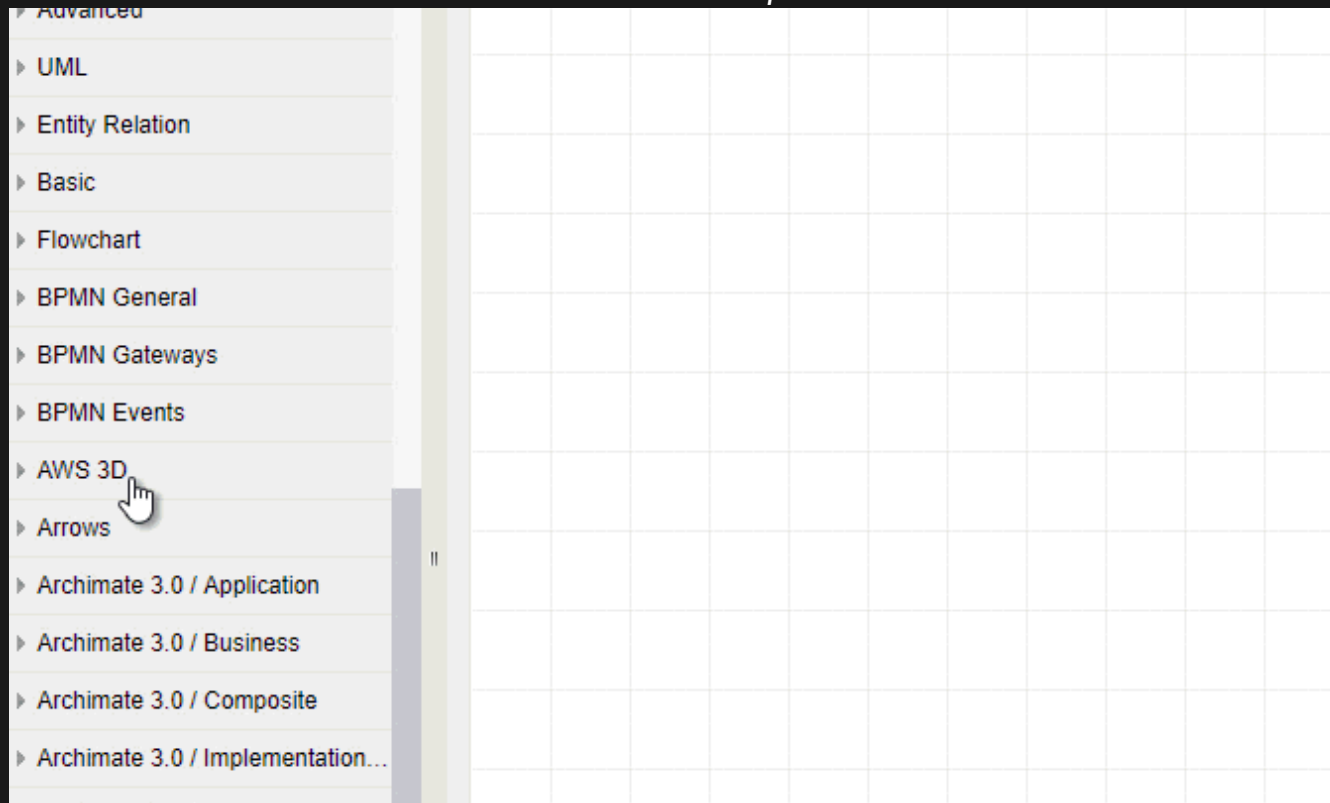 Advanced
UML
Entity Relation
Basic
Flowchart
BPMN General
BPMN Gateways
BPMN Events
AWS 3D
Arrows
Archimate 3.0 / Application
Archimate 3.0 / Business
Archimate 3.0 / Composite
Archimate 3.0 / Implementation...